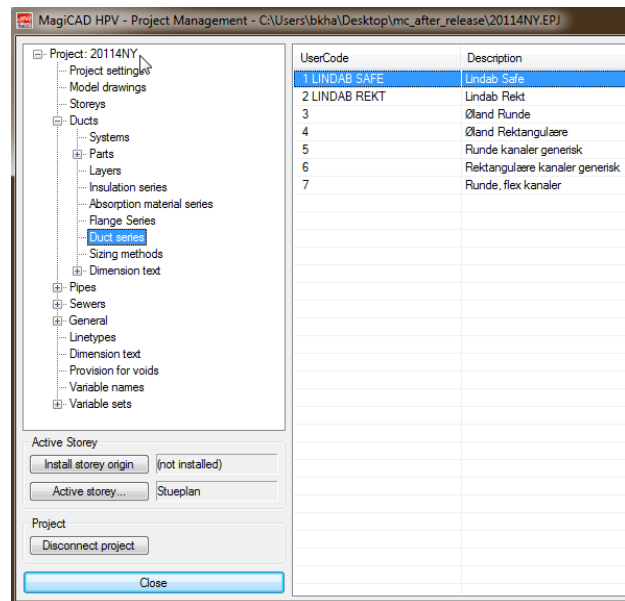 MagiCAD HPV - Project Management - C:\Users\bkha\Desktop\mc_after_release\20114NY.EPJ
Project: 20114NY
Project settings
Model drawings
Storeys
Ducts
Systems
Parts
Layers
Insulation series
Absorption material series
Flange Series
Duct series
Sizing methods
Dimension text
Pipes
Sewers
General
Linetypes
Dimension text
Provision for voids
Variable names
Variable sets
Active Storey
Install storey origin (not installed)
Active storey... Stueplan
Project
Disconnect project
Close
UserCode Description
1 LINDAB SAFE Lindab Safe
2 LINDAB REKT Lindab Rekt
3 Øland Runde
4 Øland Rektangulære
5 Runde kanaler generisk
6 Rektangulære kanaler generisk
7 Runde, flex kanaler